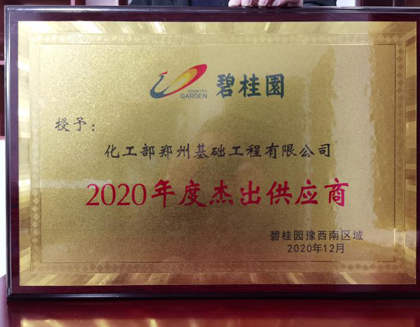 COUNTRY
GARDEN
碧桂園
授予：
化工部郑州基础工程有限公司
2020年度杰出供应商
碧桂园豫西南区域
2020年12月